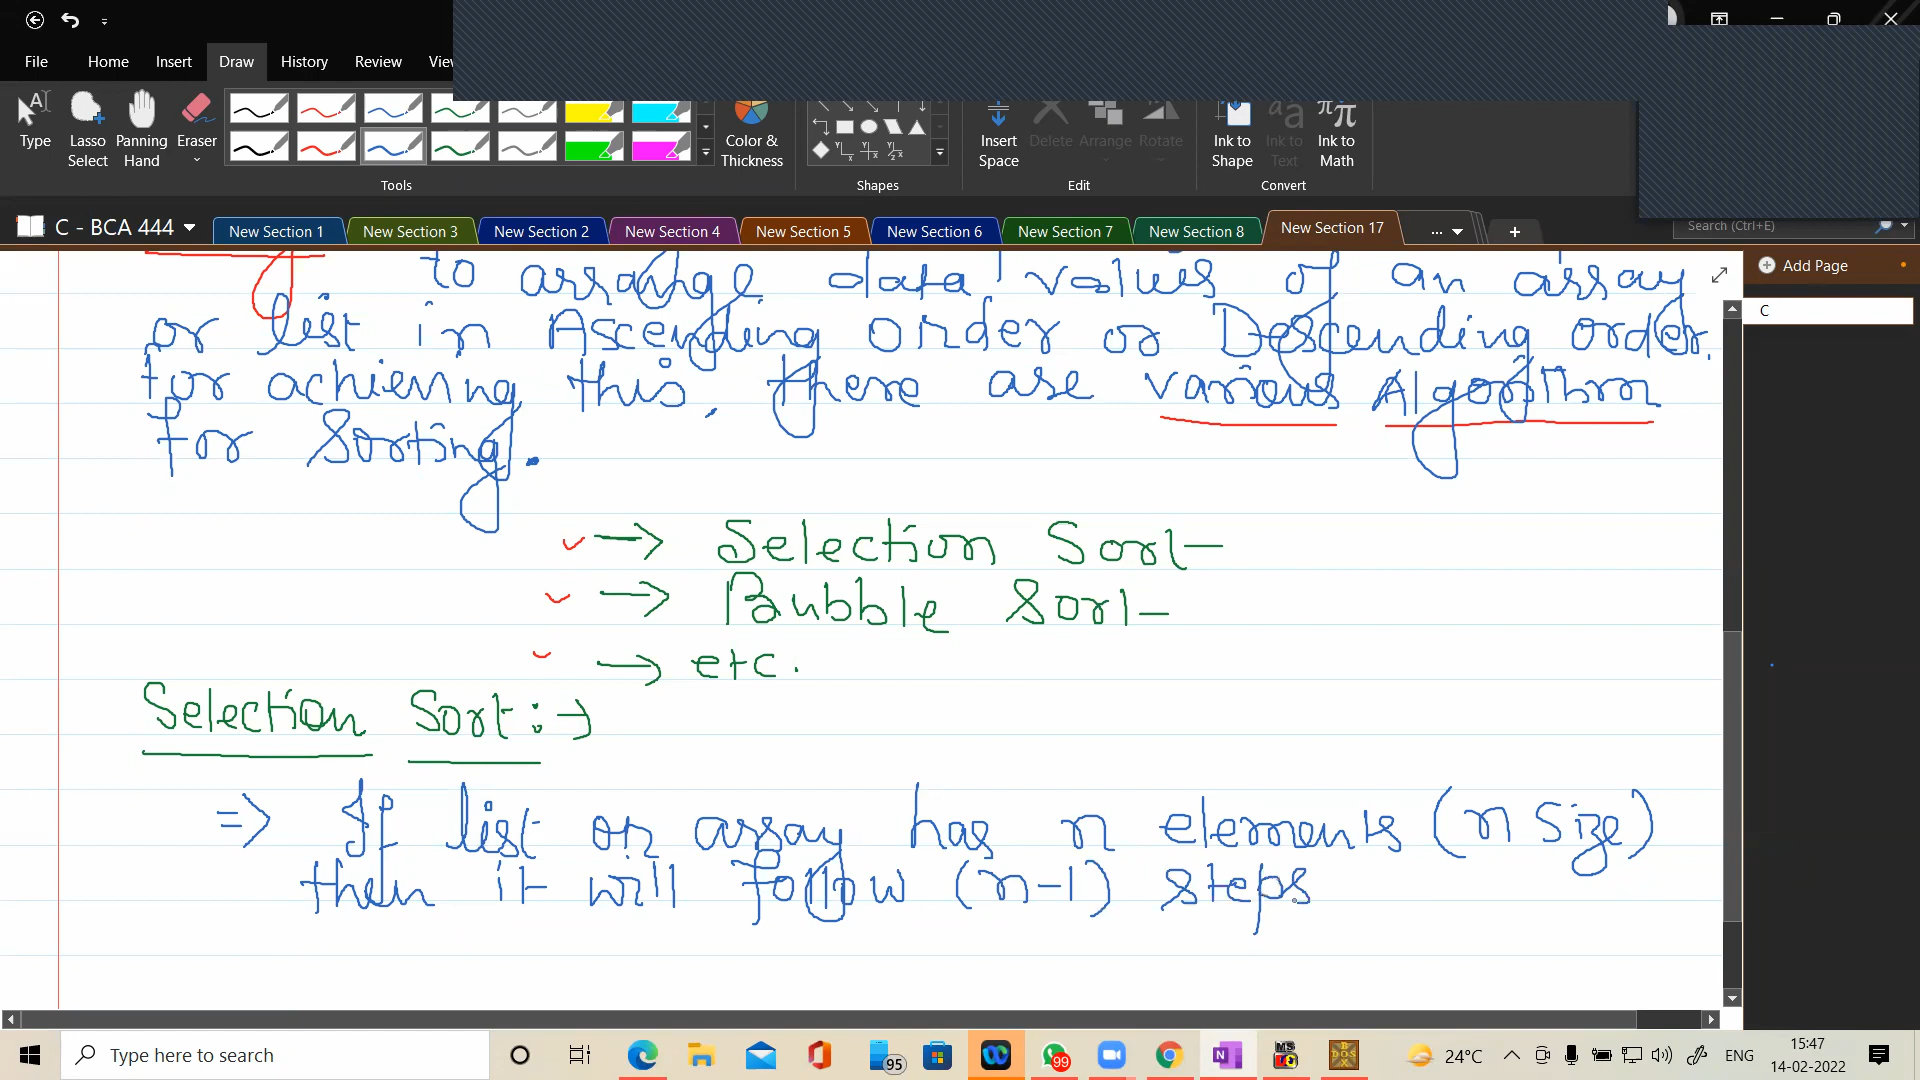 File Home Insert Draw History Review
Type Lasso Select Panning Hand Eraser Color & Thickness Insert Space Delete Arrange Rotate Ink to Shape Ink to Text Ink to Math
Tools Shapes Edit Convert
C - BCA 444 New Section 1 New Section 3 New Section 2 New Section 4 New Section 5 New Section 6 New Section 7 New Section 8 New Section 17 ... + Search (Ctrl+E)
Add Page
C
to arrange data values of an array
or list in Ascending Order or Descending order.
for achieving this, there are various Algorithm
for Sorting.
→ Selection Sort
→ Bubble Sort
→ etc.
Selection Sort :→
=> If list or array has n elements (n Size)
then it will follow (n-1) steps
Type here to search
95 99 24°C ENG 15:47
14-02-2022